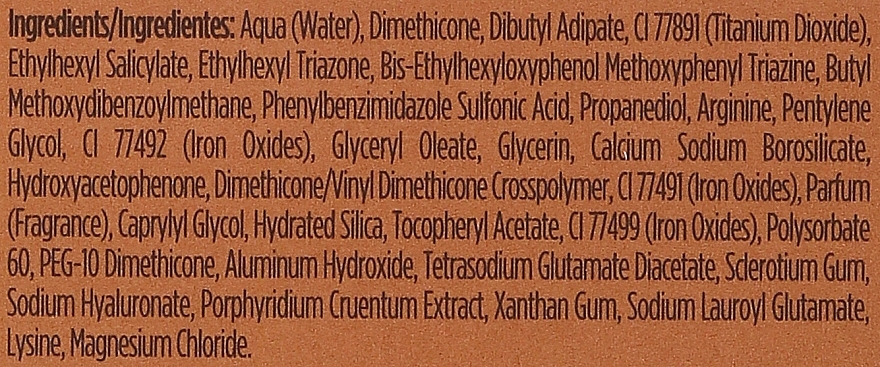 Ingredients/Ingredientes: Aqua (Water), Dimethicone, Dibutyl Adipate, CI 77891 (Titanium Dioxide),
Ethylhexyl Salicylate, Ethylhexyl Triazone, Bis-Ethylhexyloxyphenol Methoxyphenyl Triazine, Butyl
Methoxydibenzoylmethane, Phenylbenzimidazole Sulfonic Acid, Propanediol, Arginine, Pentylene
Glycol, CI 77492 (Iron Oxides), Glyceryl Oleate, Glycerin, Calcium Sodium Borosilicate,
Hydroxyacetophenone, Dimethicone/Vinyl Dimethicone Crosspolymer, CI 77491 (Iron Oxides), Parfum
(Fragrance), Caprylyl Glycol, Hydrated Silica, Tocopheryl Acetate, CI 77499 (Iron Oxides), Polysorbate
60, PEG-10 Dimethicone, Aluminum Hydroxide, Tetrasodium Glutamate Diacetate, Sclerotium Gum,
Sodium Hyaluronate, Porphyridium Cruentum Extract, Xanthan Gum, Sodium Lauroyl Glutamate,
Lysine, Magnesium Chloride.